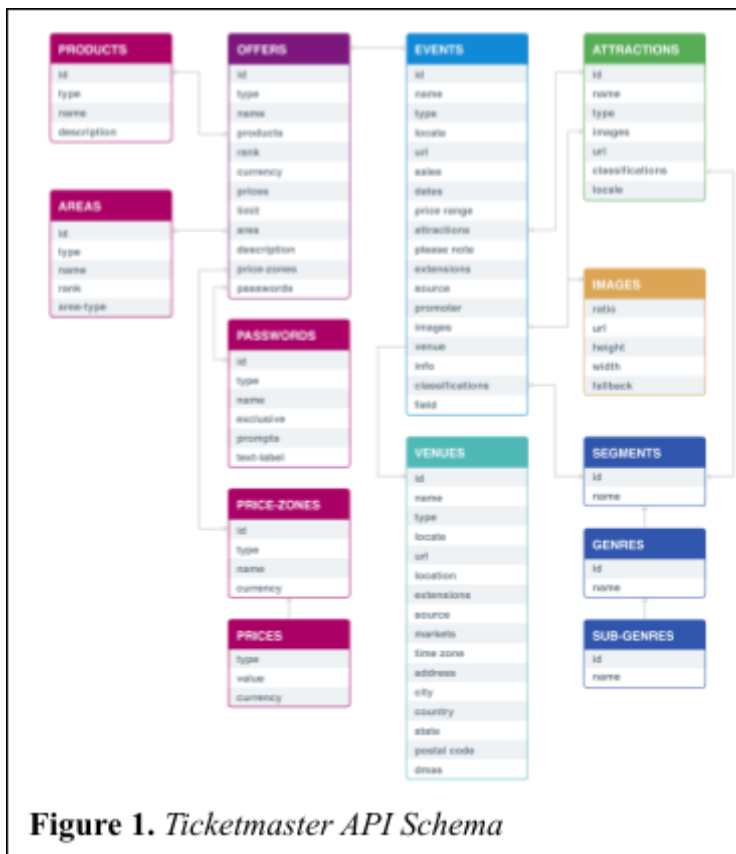 PRODUCTS
id
type
name
description
AREAS
id
type
name
rank
area-type
OFFERS
id
type
name
products
rank
currency
prices
limit
area
description
price-zones
passwords
PASSWORDS
id
type
name
exclusive
prompts
text-label
PRICE-ZONES
id
type
name
currency
PRICES
type
value
currency
EVENTS
id
name
type
locate
url
sales
dates
price range
attractions
please note
extensions
source
promoter
images
venue
info
classifications
field
VENUES
id
name
type
locate
url
location
extensions
source
markets
time zone
address
city
country
state
postal code
dmas
ATTRACTIONS
id
name
type
images
url
classifications
locale
IMAGES
ratio
url
height
width
fallback
SEGMENTS
id
name
GENRES
id
name
SUB-GENRES
id
name
Figure 1. Ticketmaster API Schema